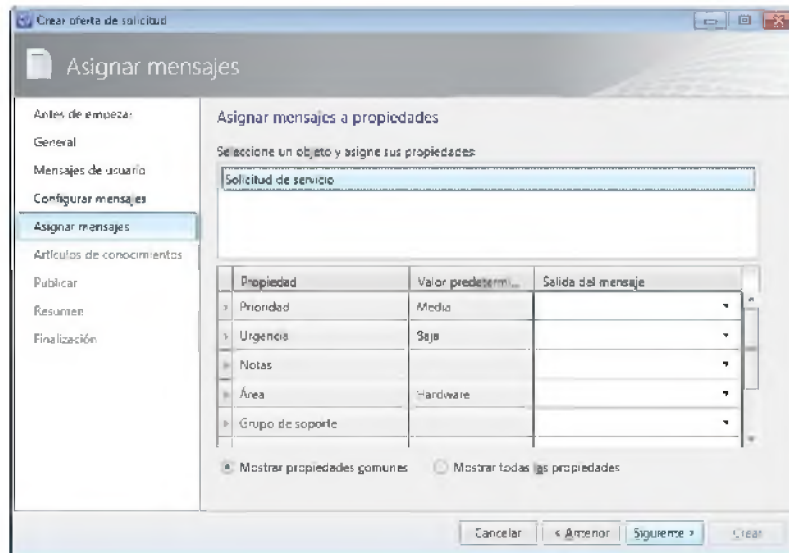 Crear oferta de solicitud
Asignar mensajes
Antes de empezar
General
Mensajes de usuario
Configurar mensajes
Asignar mensajes
Artículos de conocimientos
Publicar
Resumen
Finalización
Asignar mensajes a propiedades
Seleccione un objeto y asigne sus propiedades:
Solicitud de servicio
Propiedad Valor predetermi... Salida del mensaje
Prioridad Media
Urgencia Baja
Notas
Área Hardware
Grupo de soporte
Mostrar propiedades comunes Mostrar todas las propiedades
Cancelar < Anterior Siguiente > Crear